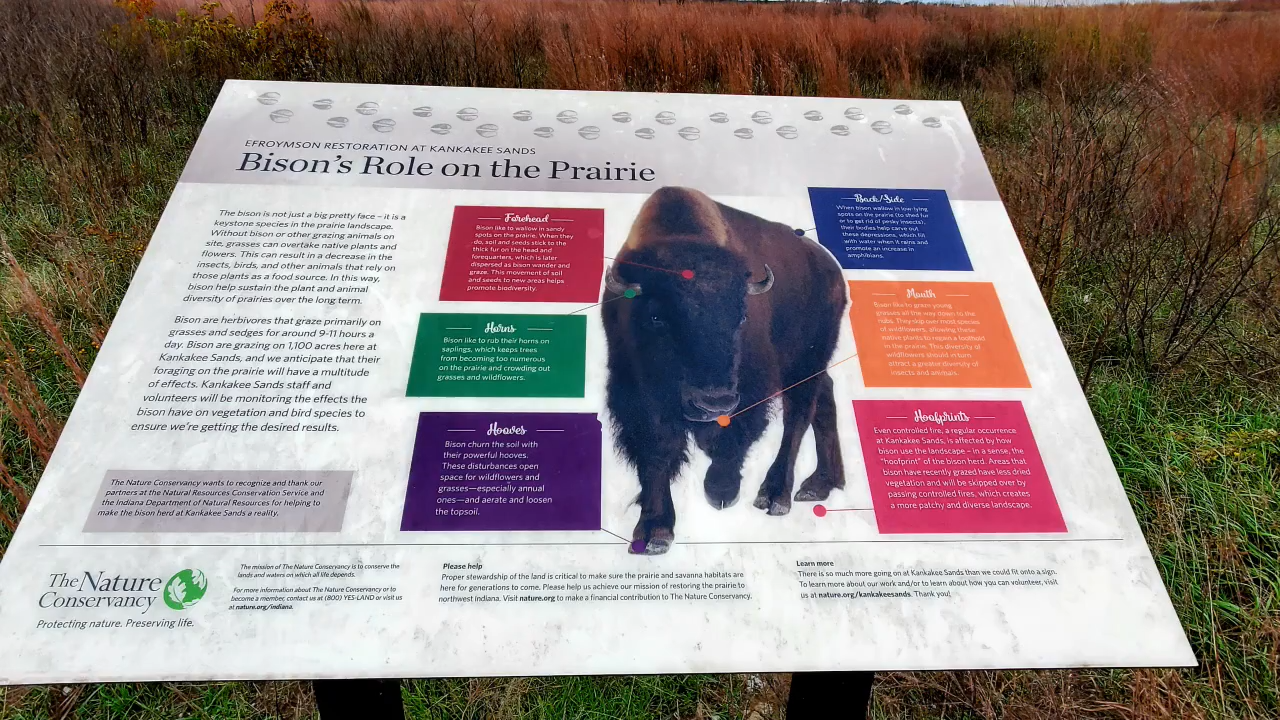 EFROYMSON RESTORATION AT KANKAKEE SANDS
Bison's Role on the Prairie
The bison is not just a big pretty face – it is a
keystone species in the prairie landscape.
Without bison or other grazing animals on
site, grasses can overtake native plants and
flowers. This can result in a decrease in the
insects, birds, and other animals that rely on
those plants as a food source. In this way,
bison help sustain the plant and animal
diversity of prairies over the long term.
Bison are herbivores that graze primarily on
grasses and sedges for around 9-11 hours a
day. Bison are grazing on 1,100 acres here at
Kankakee Sands, and we anticipate that their
foraging activities will have a multitude
of effects. Kankakee Sands staff and
volunteers will be monitoring the effects the
bison have on vegetation and bird species to
ensure we're getting desired results.
The Nature Conservancy wants to recognize and thank
partners at the Natural Resources Conservation Service and
the Indiana Department of Natural Resources for helping to
make the bison herd at Kankakee Sands a reality.
Forehead
Bison like to wallow in sandy
spots on the prairie. When they
do, soil and seeds stick to the
thick fur on the head and
forequarters, which is later
dispersed as bison wander and
graze. This movement of soil
and seeds to new areas helps
promote biodiversity.
Horns
Bison like to rub their horns on
saplings, which keeps trees
from becoming too numerous
on the prairie and crowding out
grasses and wildflowers.
Hooves
Bison churn the soil with
their powerful hooves.
These disturbances open
space for wildflowers and
grasses—especially annual
ones—and aerate and loosen
the topsoil.
Back/Side
When bison wallow in low-lying
spots on the prairie (to shed fur
or to get rid of pesky insects),
their bodies help carve out
these depressions, which fill
with water when it rains and
promote an increase in
amphibians.
Mouth
Bison like to graze young
grasses all the way down to the
nubs. They skip over most species
of wildflowers, allowing these
native plants to regain a foothold
in the prairie. This diversity of
wildflowers should in turn
attract a greater diversity of
insects and animals.
Hoofprints
Even controlled fire, a regular occurrence
at Kankakee Sands, is affected by how
bison use the landscape – in a sense, the
"hoofprint" of the bison herd. Areas that
bison have recently grazed have less dried
vegetation and will be skipped over by
passing controlled fires, which creates
a more patchy and diverse landscape.
The Nature
Conservancy
Protecting nature. Preserving life.
The mission of The Nature Conservancy is to conserve the
lands and waters on which all life depends.
For more information about The Nature Conservancy or to
become a member, contact us at (800) YES-LAND or visit us
at nature.org/indiana.
Please help
Proper stewardship of the land is critical to make sure the prairie and savanna habitats are
here for generations to come. Please help us achieve our mission of restoring the prairie to
northwest Indiana. Visit nature.org to make a financial contribution to The Nature Conservancy.
Learn more
There is so much more going on at Kankakee Sands than we could fit onto a sign.
To learn more about our work and/or to learn about how you can volunteer, visit
us at nature.org/kankakeesands. Thank you!